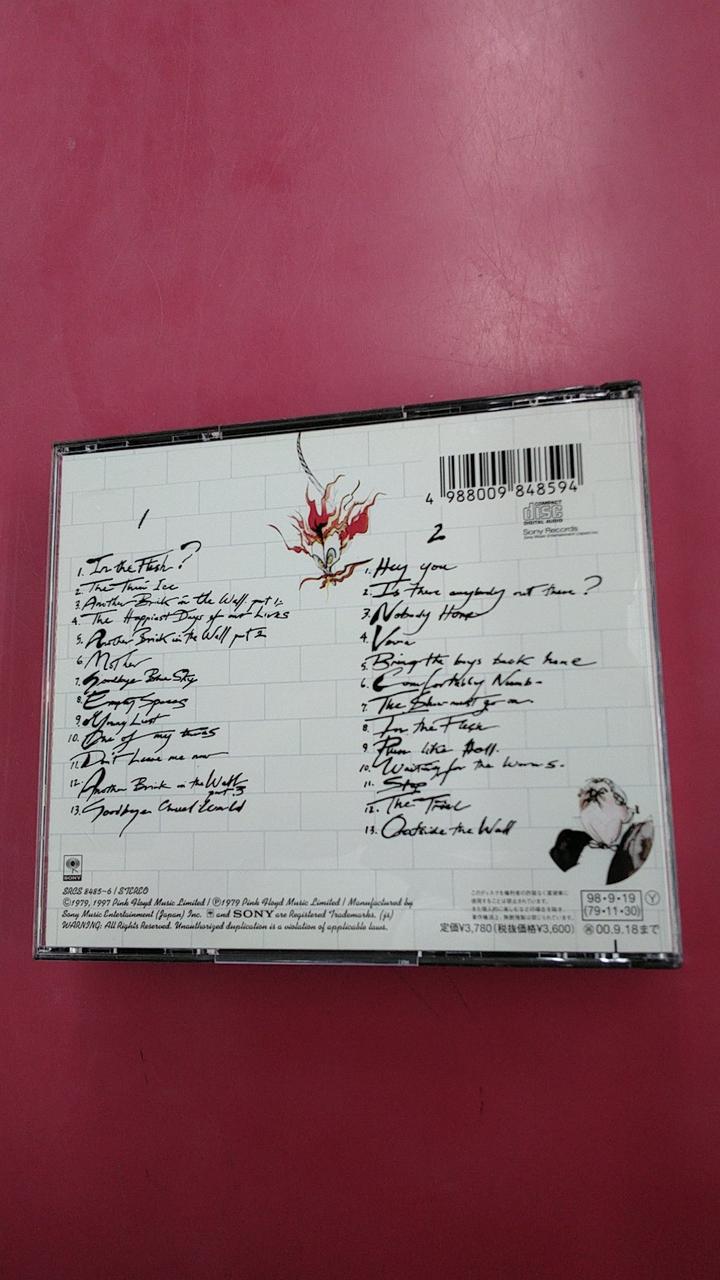 4 988009 848594
COMPACT
disc
DIGITAL AUDIO
Sony Records
1
1. In the Flesh?
2. The Thin Ice
3. Another Brick in the Wall part 1
4. The Happiest Days of our Lives
5. Another Brick in the Wall part 2
6. Mother
7. Goodbye Blue Sky
8. Empty Spaces
9. Young Lust
10. One of my turns
11. Don't Leave me now
12. Another Brick in the Wall
part 3
13. Goodbye Cruel World
2
1. Hey you
2. Is there anybody out there?
3. Nobody Home
4. Vera
5. Bring the boys back home
6. Comfortably Numb.
7. The Show must go on
8. In the Flesh
9. Run like Hell.
10. Waiting for the Worms.
11. Stop
12. The Trial
13. Outside the Wall
SONY
SRCS 8485~6 / STEREO
©1979, 1997 Pink Floyd Music Limited / ℗1979 Pink Floyd Music Limited / Manufactured by
Sony Music Entertainment (Japan) Inc. and SONY are Registered Trademarks. (js)
WARNING: All Rights Reserved. Unauthorized duplication is a violation of applicable laws.
定価¥3,780(税抜価格¥3,600)
98・9・19
(79・11・30)
Y
00.9.18まで